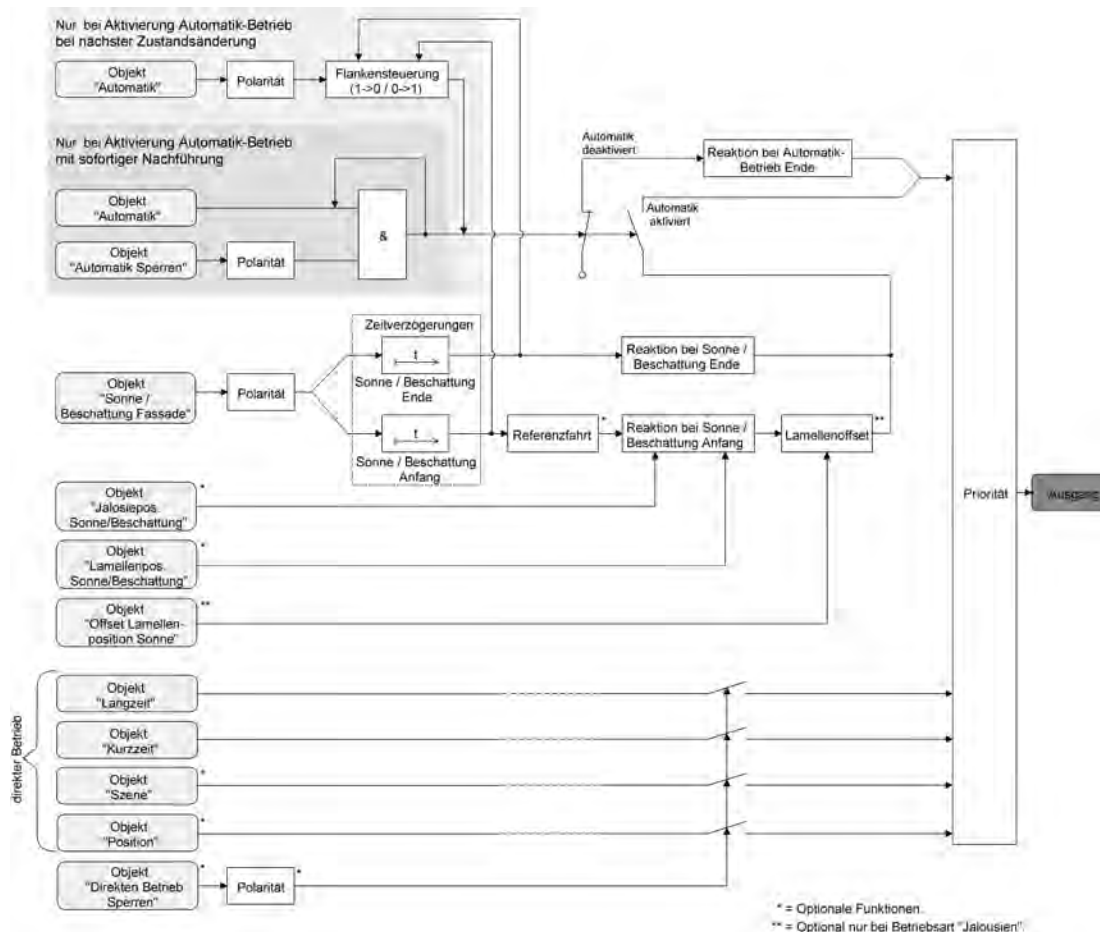 Nur bei Aktivierung Automatik-Betrieb
bei nächster Zustandsänderung
Objekt
"Automatik"
Polarität
Flankensteuerung
(1->0 / 0->1)
Nur bei Aktivierung Automatik-Betrieb
mit sofortiger Nachführung
Objekt
"Automatik"
Objekt
"Automatik Sperren"
Polarität
&
Automatik
deaktiviert
Reaktion bei Automatik-
Betrieb Ende
Automatik
aktiviert
Zeitverzögerungen
t
Sonne / Beschattung
Ende
Reaktion bei Sonne /
Beschattung Ende
Objekt
"Sonne /
Beschattung Fassade"
Polarität
t
Sonne / Beschattung
Anfang
Referenzfahrt
*
Reaktion bei Sonne /
Beschattung Anfang
Lamellenoffset
**
Objekt
"Jalosiepos.
Sonne/Beschattung"
*
Objekt
"Lamellenpos.
Sonne/Beschattung"
*
Objekt
"Offset Lamellen-
position Sonne"
**
Priorität
Ausgang
direkter Betrieb
Objekt
"Langzeit"
Objekt
"Kurzzeit"
Objekt
"Szene"
*
Objekt
"Position"
*
Objekt
"Direkten Betrieb
Sperren"
*
Polarität
*
* = Optionale Funktionen.
** = Optional nur bei Betriebsart "Jalousien".